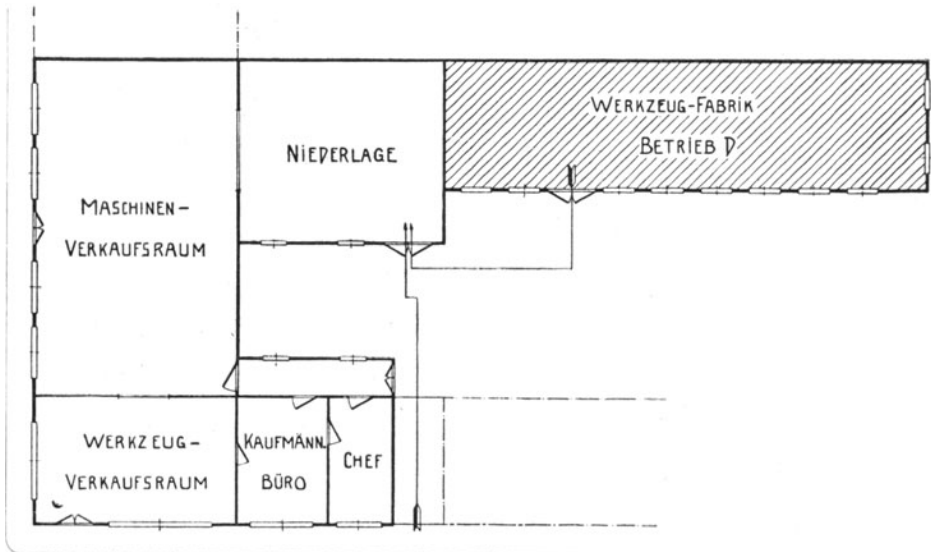 WERKZEUG-FABRIK
BETRIEB D
NIEDERLAGE
MASCHINEN-
VERKAUFSRAUM
WERKZEUG-
VERKAUFSRAUM
KAUFMÄNN.
BÜRO
CHEF